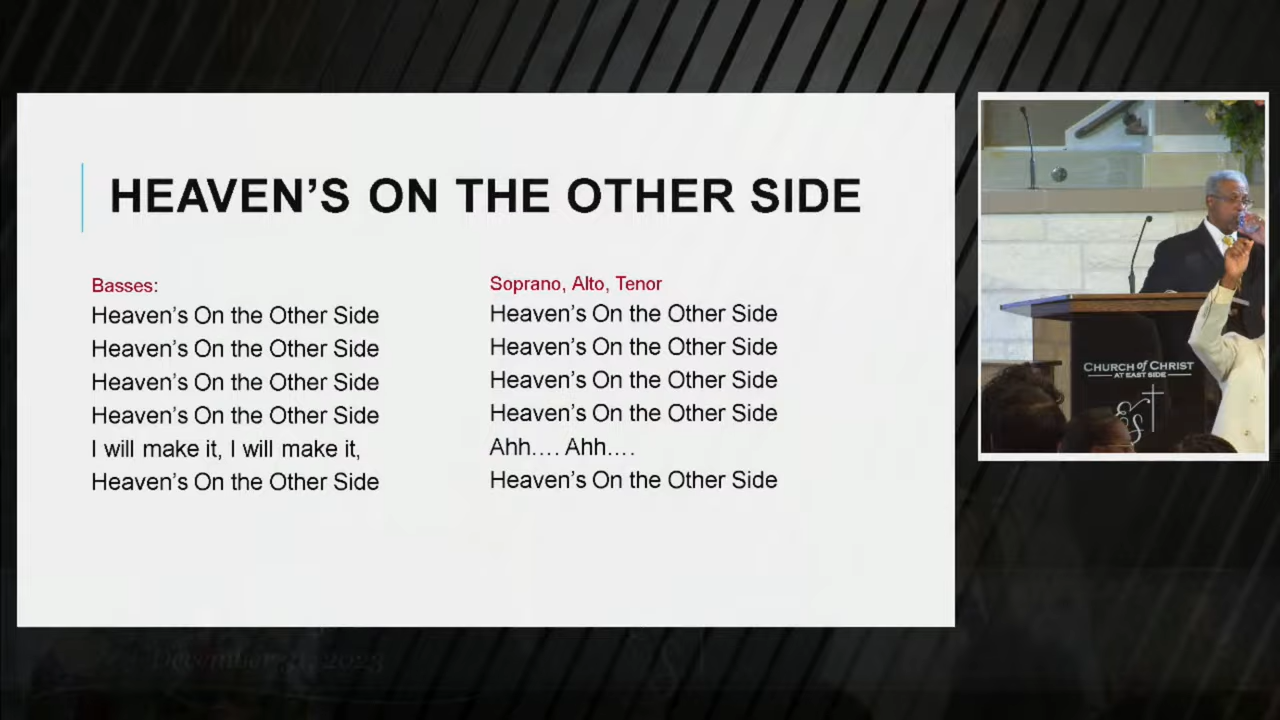 HEAVEN’S ON THE OTHER SIDE
Basses:
Heaven’s On the Other Side
Heaven’s On the Other Side
Heaven’s On the Other Side
Heaven’s On the Other Side
I will make it, I will make it,
Heaven’s On the Other Side
Soprano, Alto, Tenor
Heaven’s On the Other Side
Heaven’s On the Other Side
Heaven’s On the Other Side
Heaven’s On the Other Side
Ahh…. Ahh….
Heaven’s On the Other Side
CHURCH of CHRIST
AT EAST SIDE